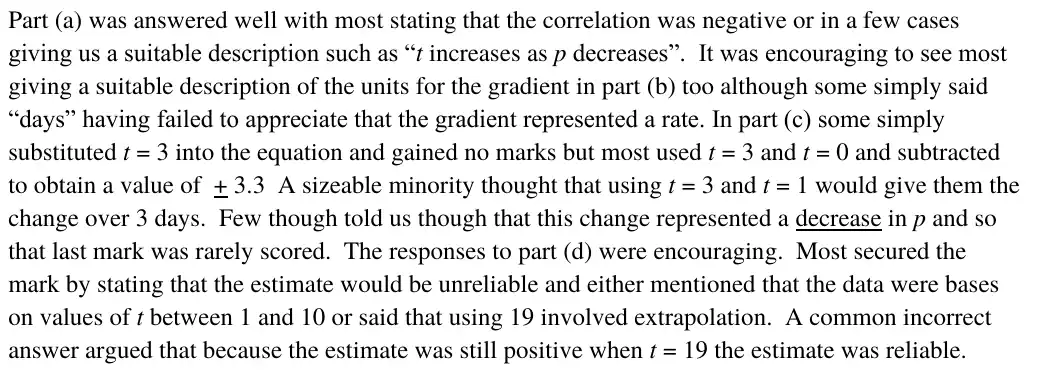 Part (a) was answered well with most stating that the correlation was negative or in a few cases
giving us a suitable description such as “t increases as p decreases”.  It was encouraging to see most
giving a suitable description of the units for the gradient in part (b) too although some simply said
“days” having failed to appreciate that the gradient represented a rate. In part (c) some simply
substituted t = 3 into the equation and gained no marks but most used t = 3 and t = 0 and subtracted
to obtain a value of  ± 3.3  A sizeable minority thought that using t = 3 and t = 1 would give them the
change over 3 days.  Few though told us though that this change represented a decrease in p and so
that last mark was rarely scored.  The responses to part (d) were encouraging.  Most secured the
mark by stating that the estimate would be unreliable and either mentioned that the data were bases
on values of t between 1 and 10 or said that using 19 involved extrapolation.  A common incorrect
answer argued that because the estimate was still positive when t = 19 the estimate was reliable.